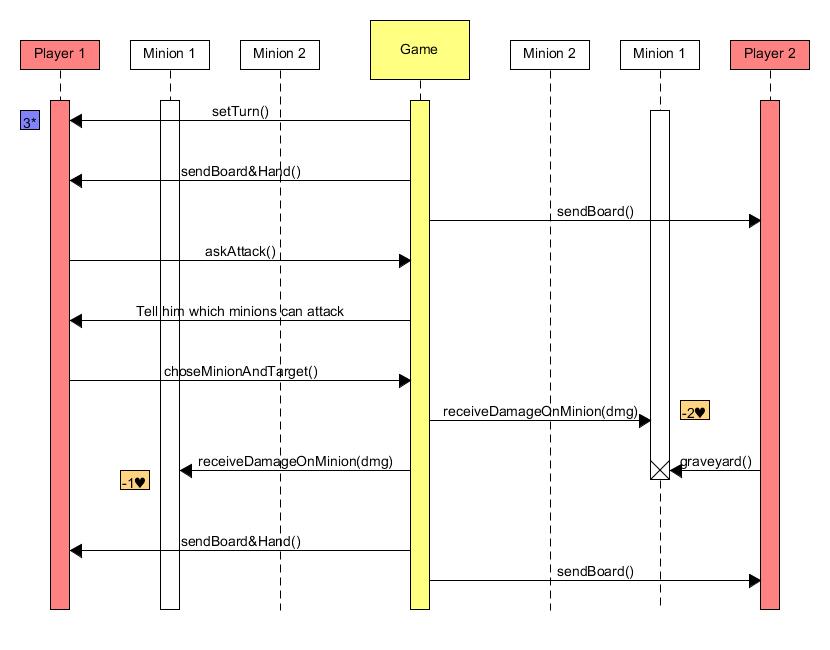 Player 1
Minion 1
Minion 2
Game
Minion 2
Minion 1
Player 2
3*
setTurn()
sendBoard&Hand()
sendBoard()
askAttack()
Tell him which minions can attack
choseMinionAndTarget()
receiveDamageOnMinion(dmg)
-2♥
receiveDamageOnMinion(dmg)
graveyard()
-1♥
sendBoard&Hand()
sendBoard()